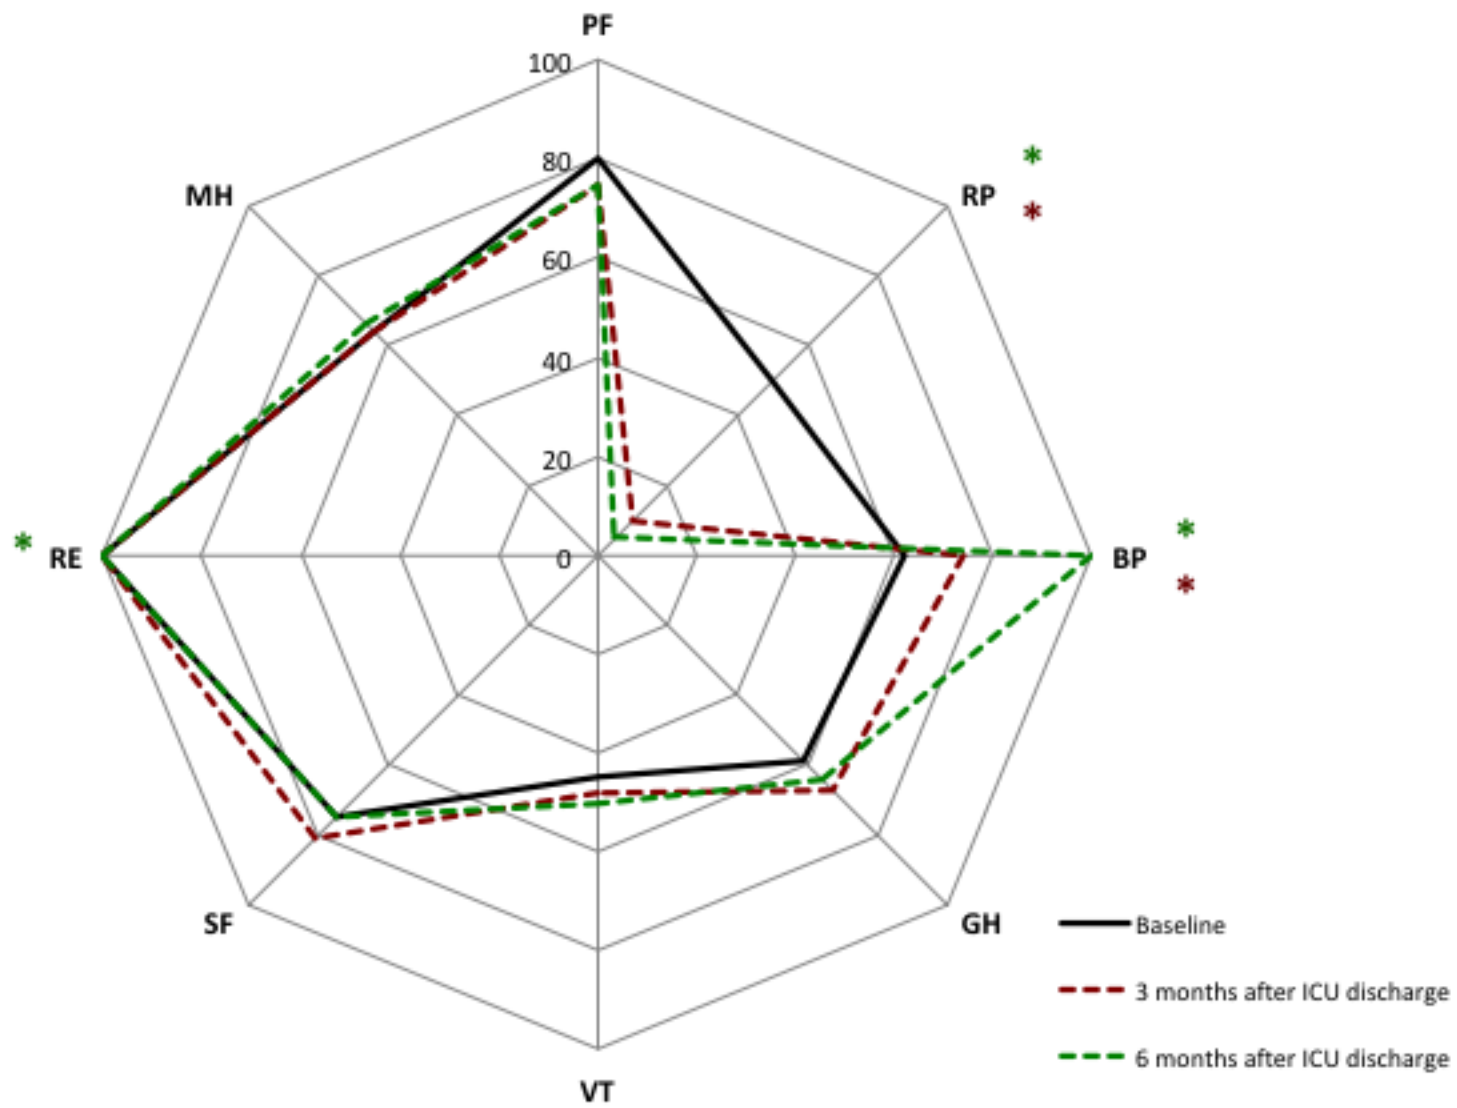 PF
100
*
80
MH
RP
*
60
40
20
*
*
RE
0
BP
*
SF
GH
Baseline
3 months after ICU discharge
6 months after ICU discharge
VT